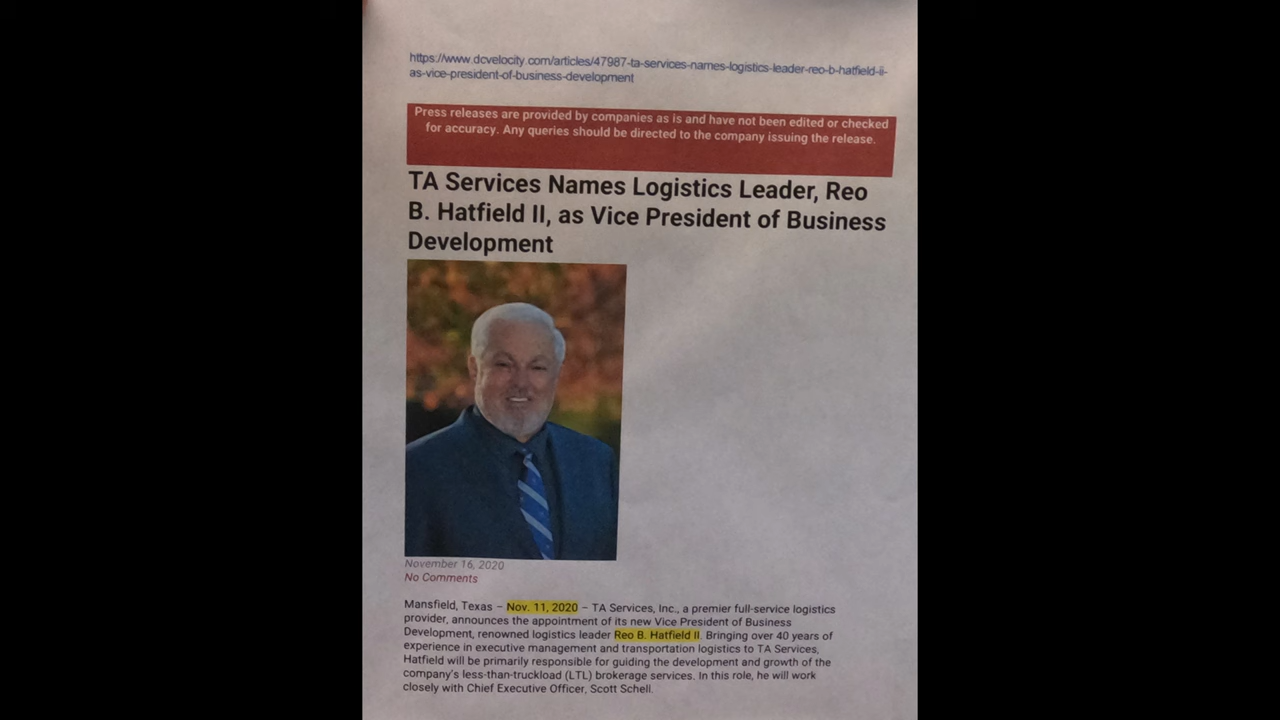 https://www.dcvelocity.com/articles/47987-ta-services-names-logistics-leader-reo-b-hatfield-ii-
as-vice-president-of-business-development
Press releases are provided by companies as is and have not been edited or checked
for accuracy. Any queries should be directed to the company issuing the release.
TA Services Names Logistics Leader, Reo
B. Hatfield II, as Vice President of Business
Development
November 16, 2020
No Comments
Mansfield, Texas – Nov. 11, 2020 – TA Services, Inc., a premier full-service logistics
provider, announces the appointment of its new Vice President of Business
Development, renowned logistics leader Reo B. Hatfield II. Bringing over 40 years of
experience in executive management and transportation logistics to TA Services,
Hatfield will be primarily responsible for guiding the development and growth of the
company's less-than-truckload (LTL) brokerage services. In this role, he will work
closely with Chief Executive Officer, Scott Schell.